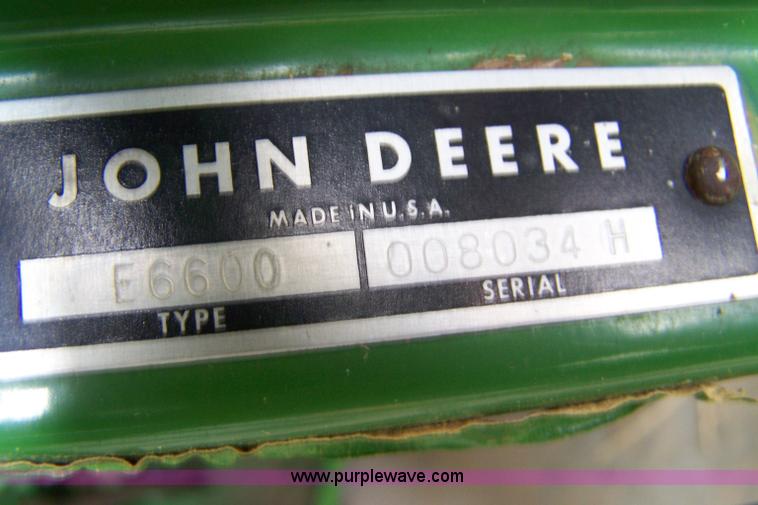 JOHN DEERE
MADE IN U.S.A.
E6600 008034 H
TYPE SERIAL
www.purplewave.com